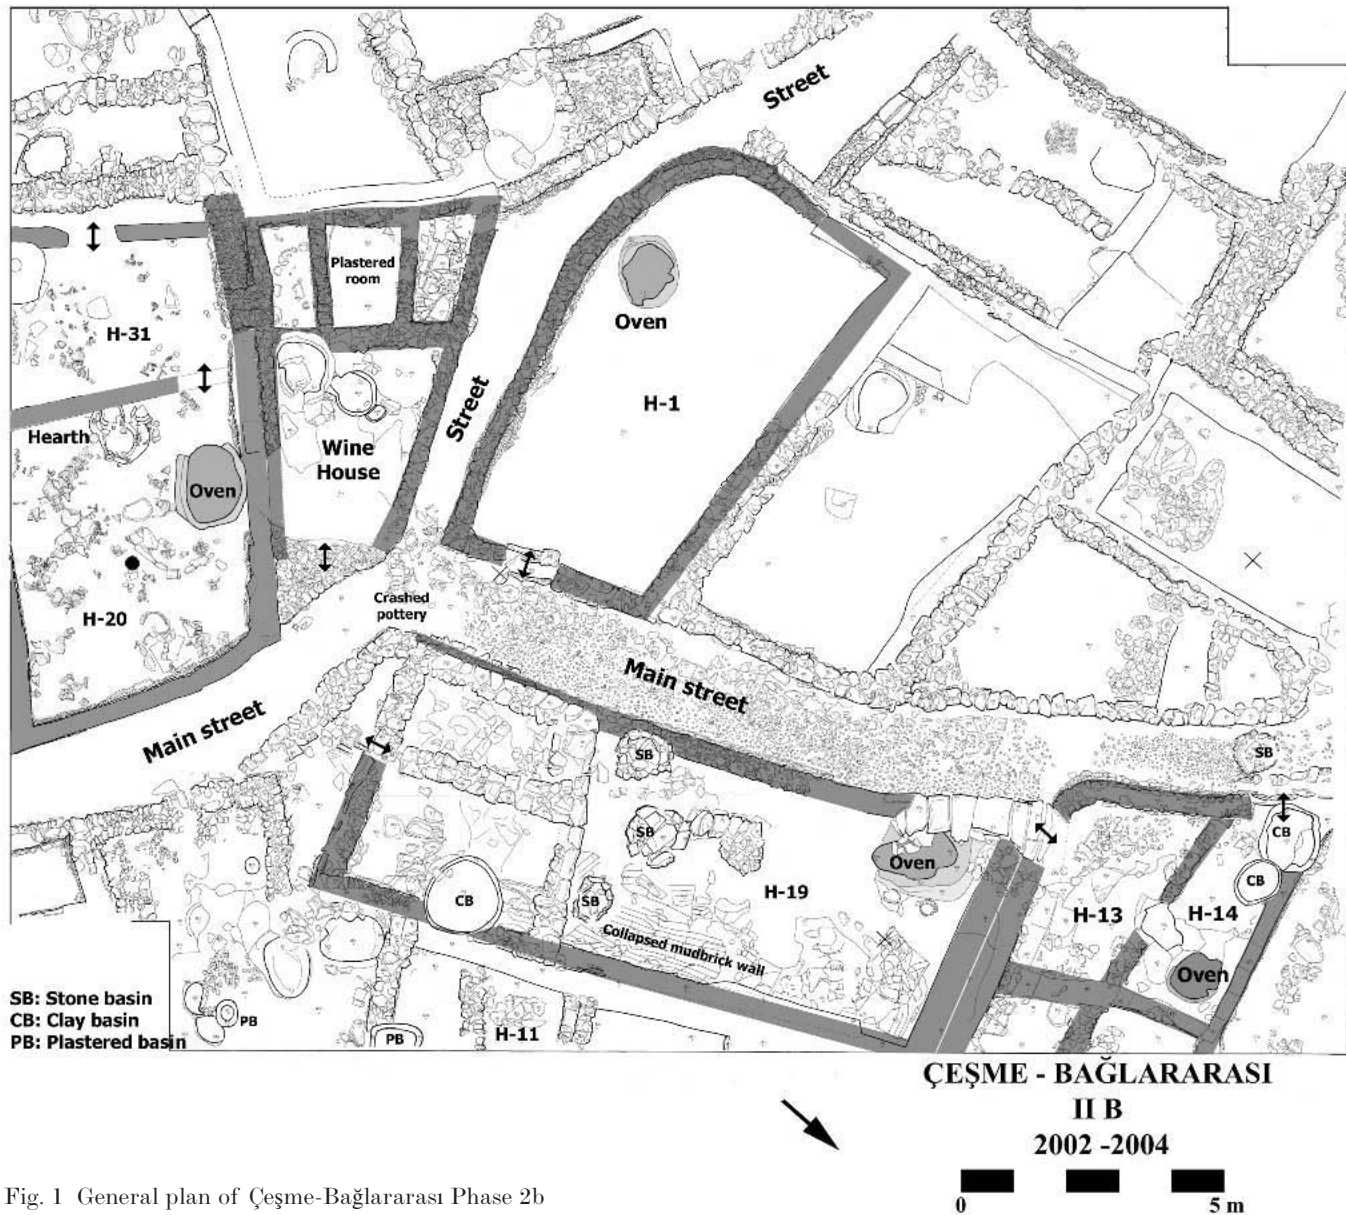 Street
Plastered
room
Oven
H-31
H-1
Street
Hearth
Wine
House
Oven
Crashed
pottery
H-20
Main street
Main street
SB
SB
CB
SB
Oven
CB
CB
SB
H-19
H-13
H-14
Collapsed mudbrick wall
Oven
SB: Stone basin
CB: Clay basin
PB: Plastered basin
PB
PB
H-11
ÇEŞME - BAĞLARARASI
II B
2002 -2004
0 5 m
Fig. 1 General plan of Çeşme-Bağlararası Phase 2b